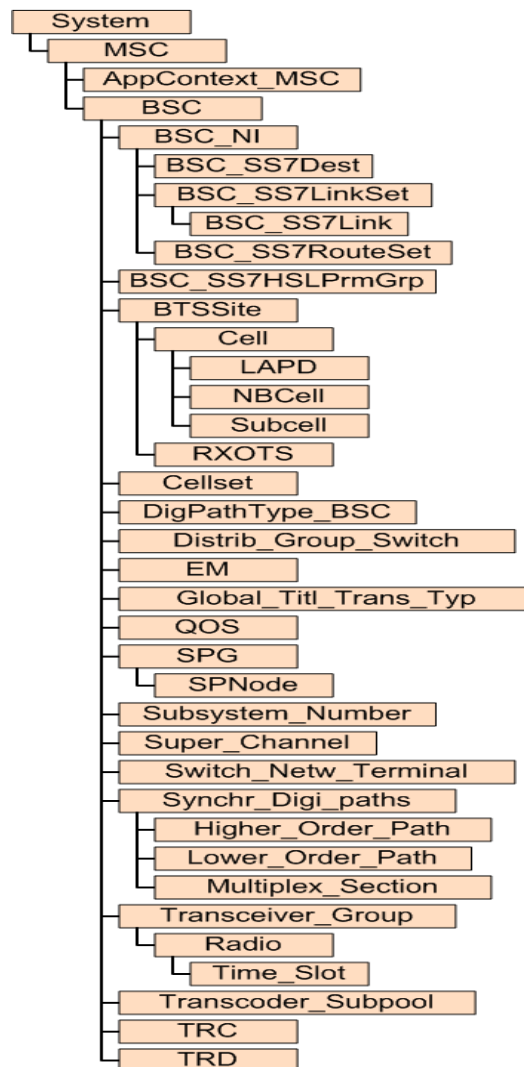 System
MSC
AppContext_MSC
BSC
BSC_NI
BSC_SS7Dest
BSC_SS7LinkSet
BSC_SS7Link
BSC_SS7RouteSet
BSC_SS7HSLPrmGrp
BTSSite
Cell
LAPD
NBCell
Subcell
RXOTS
Cellset
DigPathType_BSC
Distrib_Group_Switch
EM
Global_Titl_Trans_Typ
QOS
SPG
SPNode
Subsystem_Number
Super_Channel
Switch_Netw_Terminal
Synchr_Digi_paths
Higher_Order_Path
Lower_Order_Path
Multiplex_Section
Transceiver_Group
Radio
Time_Slot
Transcoder_Subpool
TRC
TRD